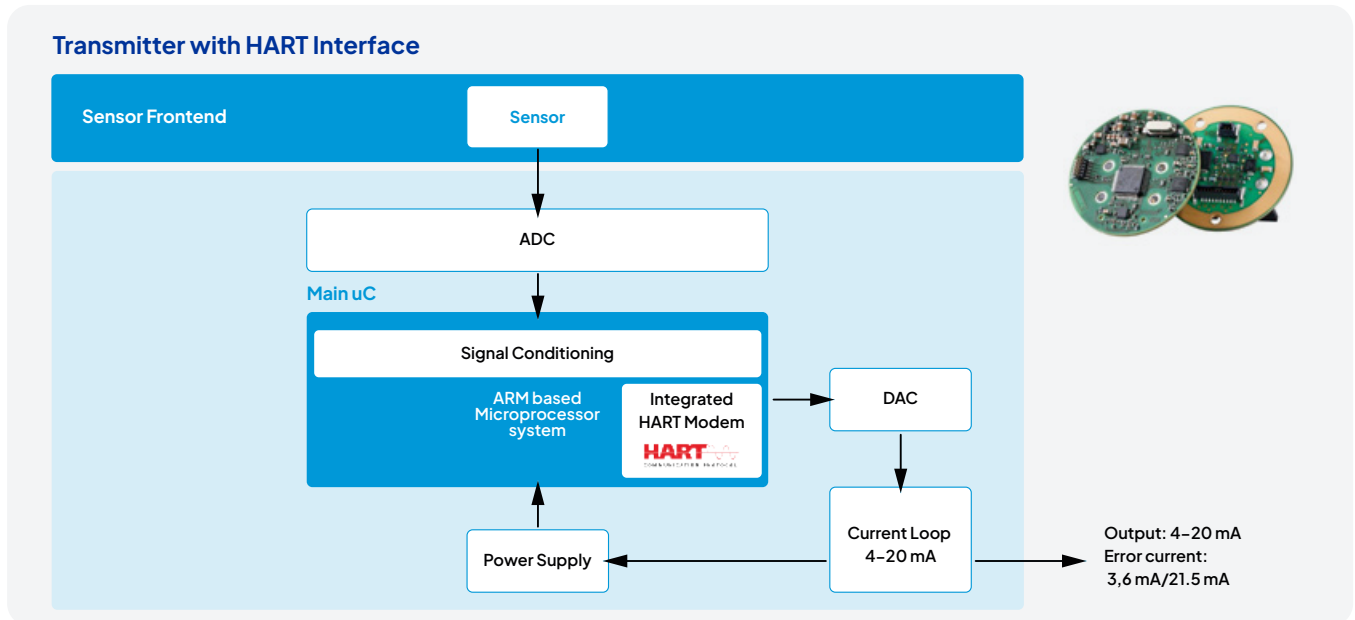 Transmitter with HART Interface
Sensor Frontend
Sensor
ADC
Main uC
Signal Conditioning
ARM based
Microprocessor
system
Integrated
HART Modem
HART
COMMUNICATION PROTOCOL
DAC
Current Loop
4–20 mA
Power Supply
Output: 4–20 mA
Error current:
3,6 mA/21.5 mA